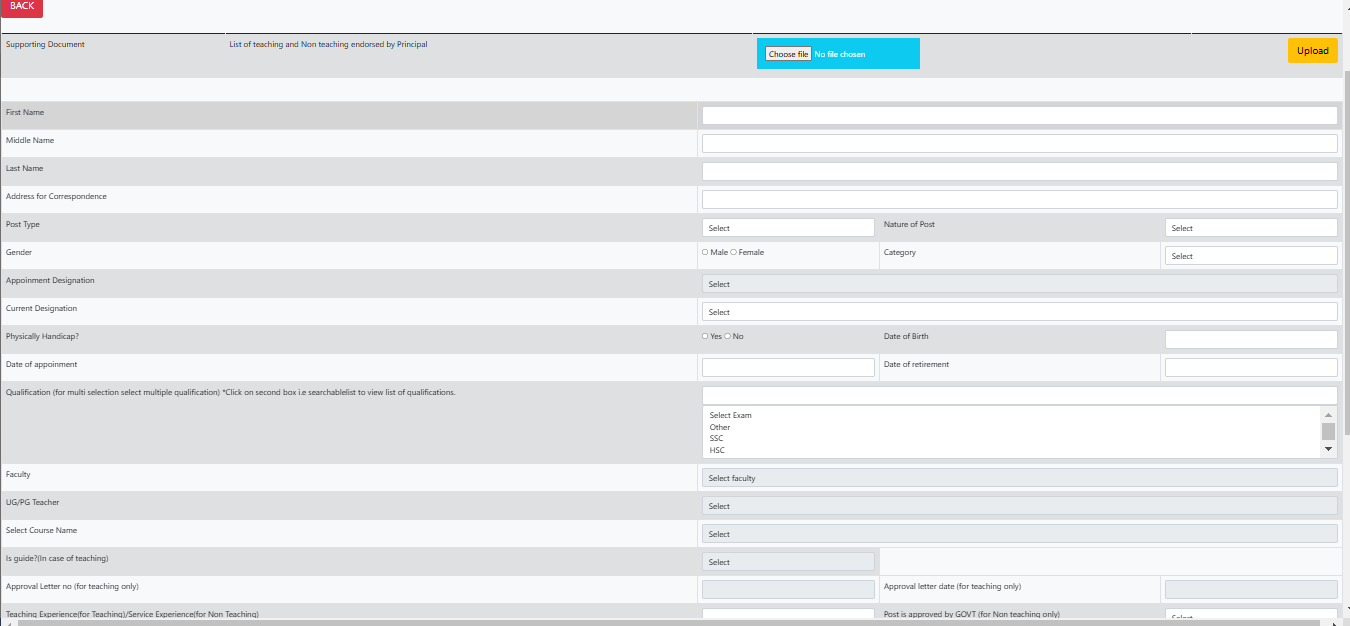 BACK
Supporting Document List of teaching and Non teaching endorsed by Principal Choose file No file chosen Upload
First Name
Middle Name
Last Name
Address for Correspondence
Post Type Select Nature of Post Select
Gender Male Female Category Select
Appoinment Designation Select
Current Designation Select
Physically Handicap? Yes No Date of Birth
Date of appoinment Date of retirement
Qualification (for multi selection select multiple qualification) *Click on second box i.e searchablelist to view list of qualifications.
Select Exam
Other
SSC
HSC
Faculty Select faculty
UG/PG Teacher Select
Select Course Name Select
Is guide?(In case of teaching) Select
Approval Letter no (for teaching only) Approval letter date (for teaching only)
Teaching Experience(for Teaching)/Service Experience(for Non Teaching) Post is approved by GOVT (for Non teaching only) Select